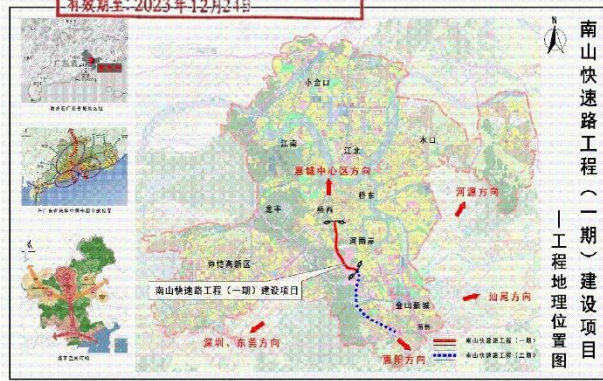 有效期至：2023年12月24日
南山快速路工程（一期）建设项目
—工程地理位置图
小金口
水口
江南
江北
惠城中心区方向
河源方向
桥东
龙丰
桥西
河南岸
仲恺高新区
南山快速路工程（一期）建设项目
金山新城
汕尾方向
深圳、东莞方向
惠阳方向
南山快速路工程（一期）
南山快速路工程（二期）